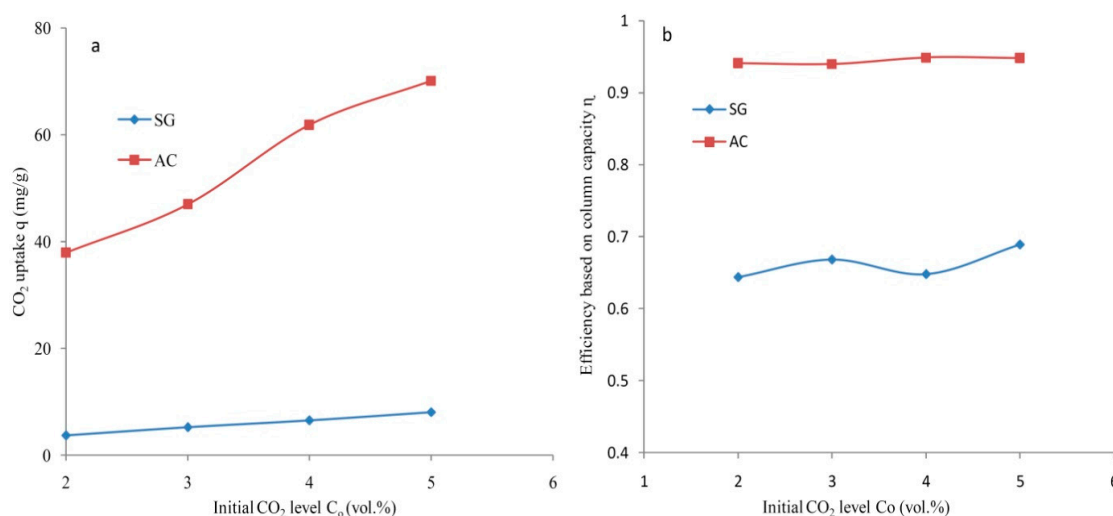 a
80
60
40
20
0
2 3 4 5 6
CO₂ uptake q (mg/g)
Initial CO₂ level Cₒ (vol.%)
SG
AC
b
1
0.9
0.8
0.7
0.6
0.5
0.4
1 2 3 4 5 6
Efficiency based on column capacity η
Initial CO₂ level Co (vol.%)
SG
AC